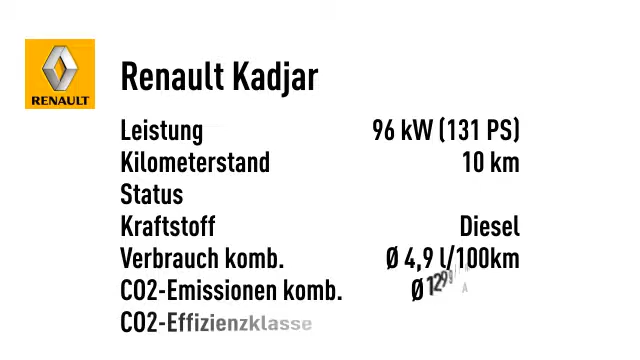 RENAULT
Renault Kadjar
Leistung 96 kW (131 PS)
Kilometerstand 10 km
Status
Kraftstoff Diesel
Verbrauch komb. Ø 4,9 l/100km
CO2-Emissionen komb. Ø 129
CO2-Effizienzklasse A